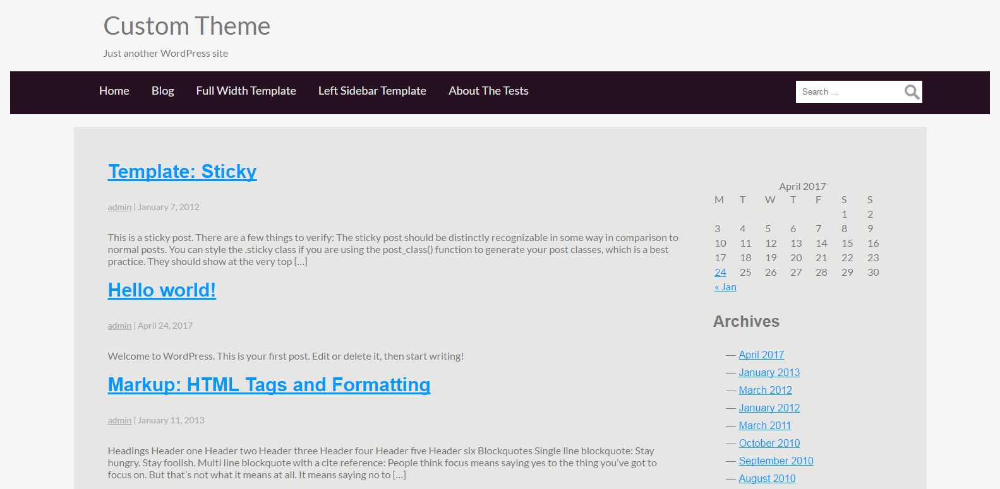 Custom Theme
Just another WordPress site
Home Blog Full Width Template Left Sidebar Template About The Tests Search ...
Template: Sticky
admin | January 7, 2012
This is a sticky post. There are a few things to verify: The sticky post should be distinctly recognizable in some way in comparison to
normal posts. You can style the .sticky class if you are using the post_class() function to generate your post classes, which is a best
practice. They should show at the very top [...]
Hello world!
admin | April 24, 2017
Welcome to WordPress. This is your first post. Edit or delete it, then start writing!
Markup: HTML Tags and Formatting
admin | January 11, 2013
Headings Header one Header two Header three Header four Header five Header six Blockquotes Single line blockquote: Stay
hungry. Stay foolish. Multi line blockquote with a cite reference: People think focus means saying yes to the thing you’ve got to
focus on. But that’s not what it means at all. It means saying no to [...]
April 2017
M T W T F S S
1 2
3 4 5 6 7 8 9
10 11 12 13 14 15 16
17 18 19 20 21 22 23
24 25 26 27 28 29 30
« Jan
Archives
— April 2017
— January 2013
— March 2012
— January 2012
— March 2011
— October 2010
— September 2010
— August 2010